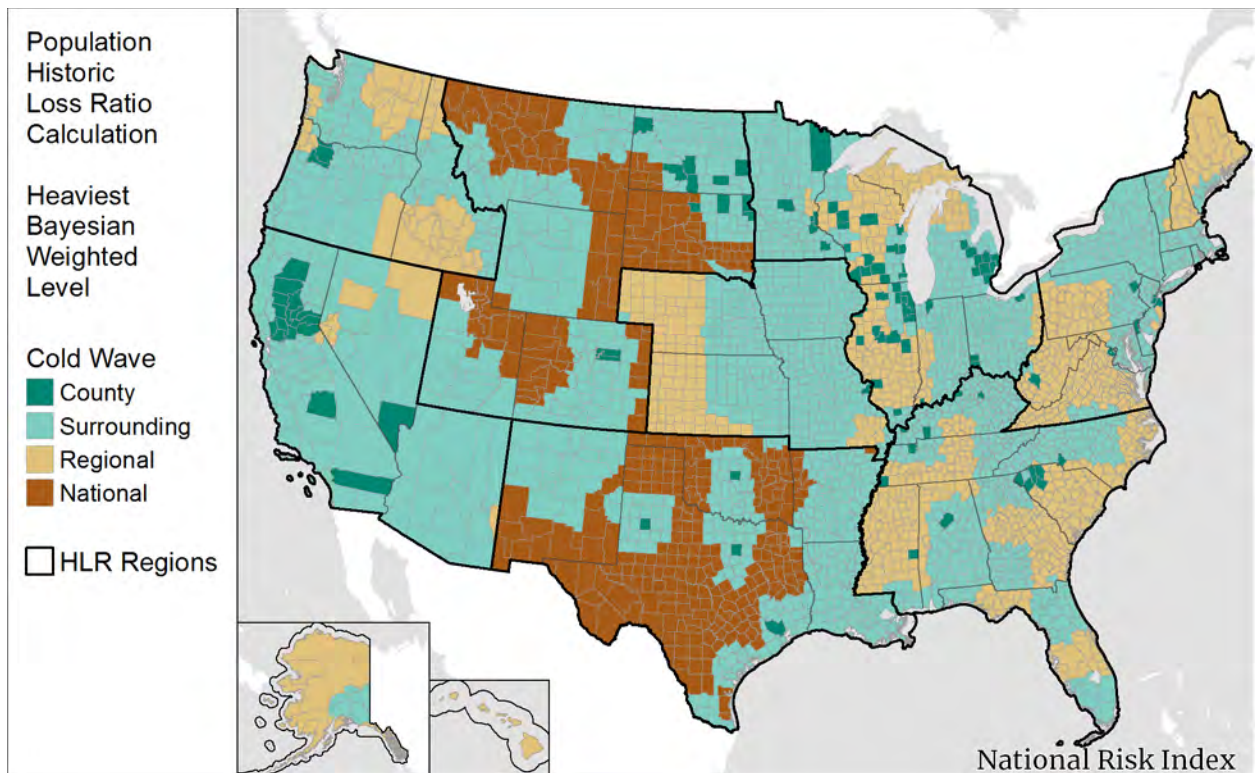 Population
Historic
Loss Ratio
Calculation
Heaviest
Bayesian
Weighted
Level
Cold Wave
County
Surrounding
Regional
National
HLR Regions
National Risk Index